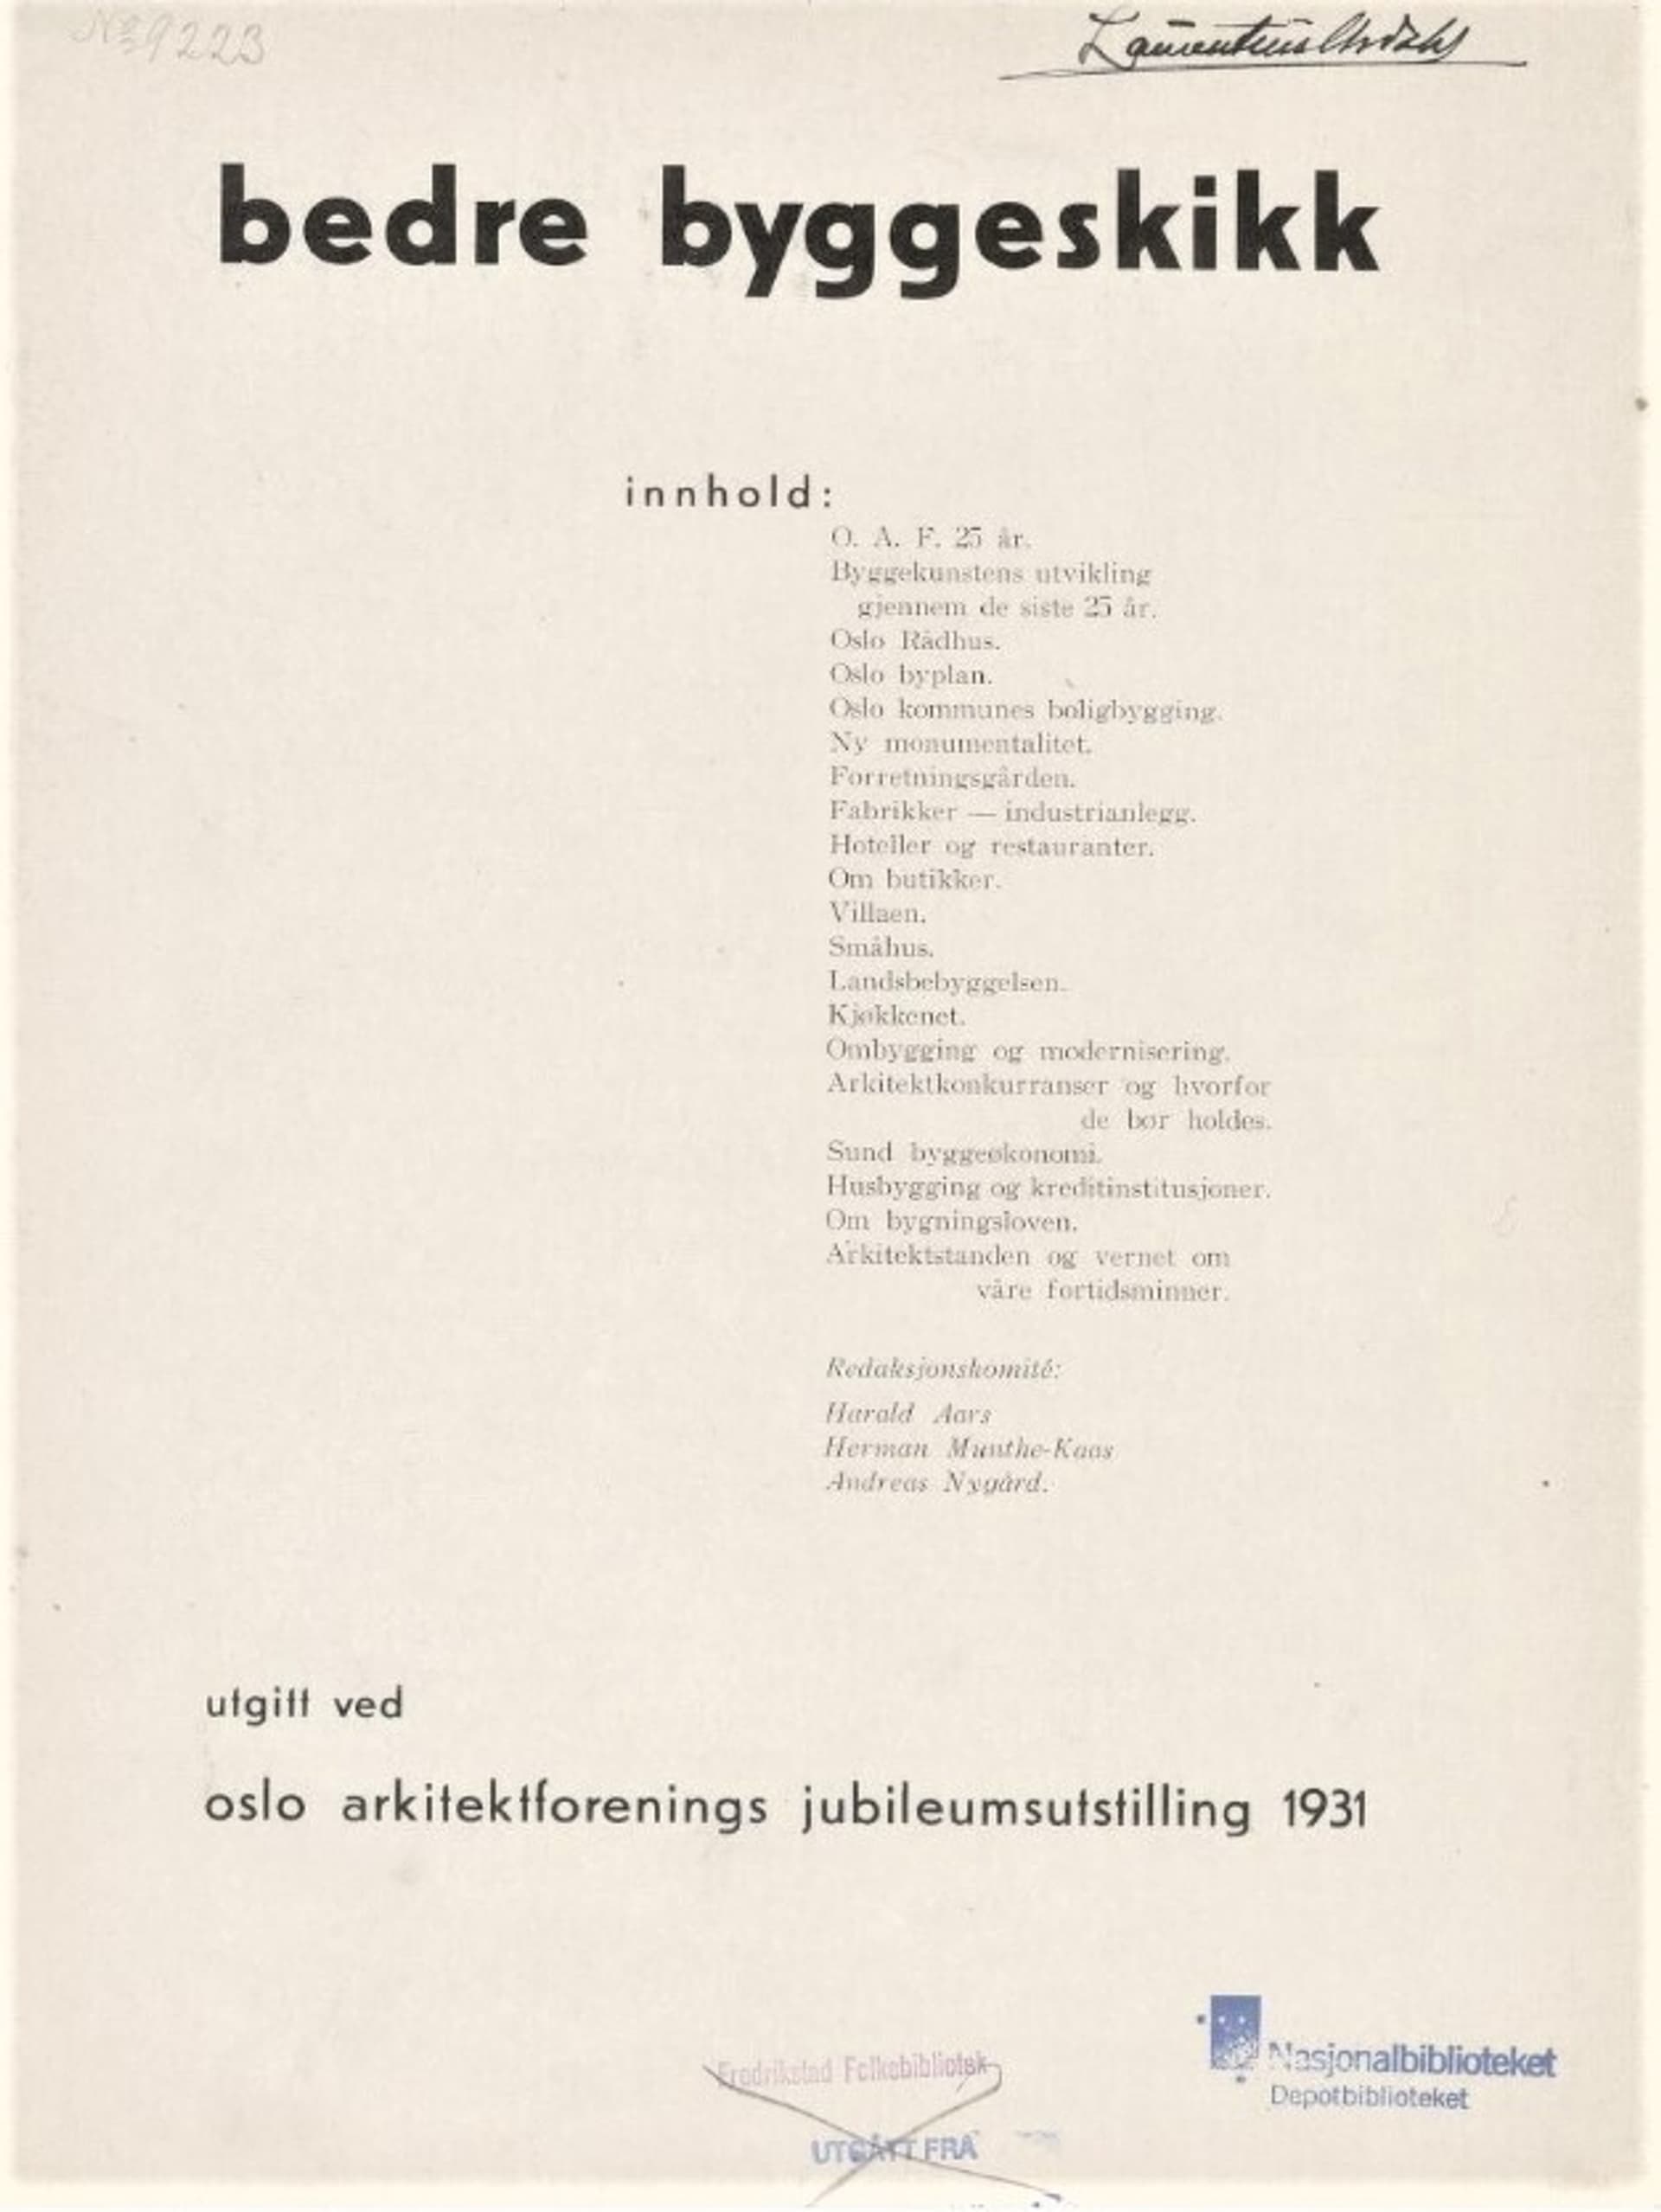 9223
bedre byggeskikk
innhold:
O. A. F. 25 år.
Byggekunstens utvikling
gjennem de siste 25 år.
Oslo Rådhus.
Oslo byplan.
Oslo kommunes boligbygging.
Ny monumentalitet.
Forretningsgården.
Fabrikker — industrianlegg.
Hoteller og restauranter.
Om butikker.
Villaen.
Småhus.
Landsbebyggelsen.
Kjøkkenet.
Ombygging og modernisering.
Arkitektkonkurranser og hvorfor
de bør holdes.
Sund byggeøkonomi.
Husbygging og kreditinstitusjoner.
Om bygningsloven.
Arkitektstanden og vernet om
våre fortidsminner.
Redaksjonskomité:
Harald Aars
Herman Munthe-Kaas
Andreas Nygård.
utgitt ved
oslo arkitektforenings jubileumsutstilling 1931
Nasjonalbiblioteket
Fredrikstad Folkebibliotek
Depotbiblioteket
UTGÅTT FRA